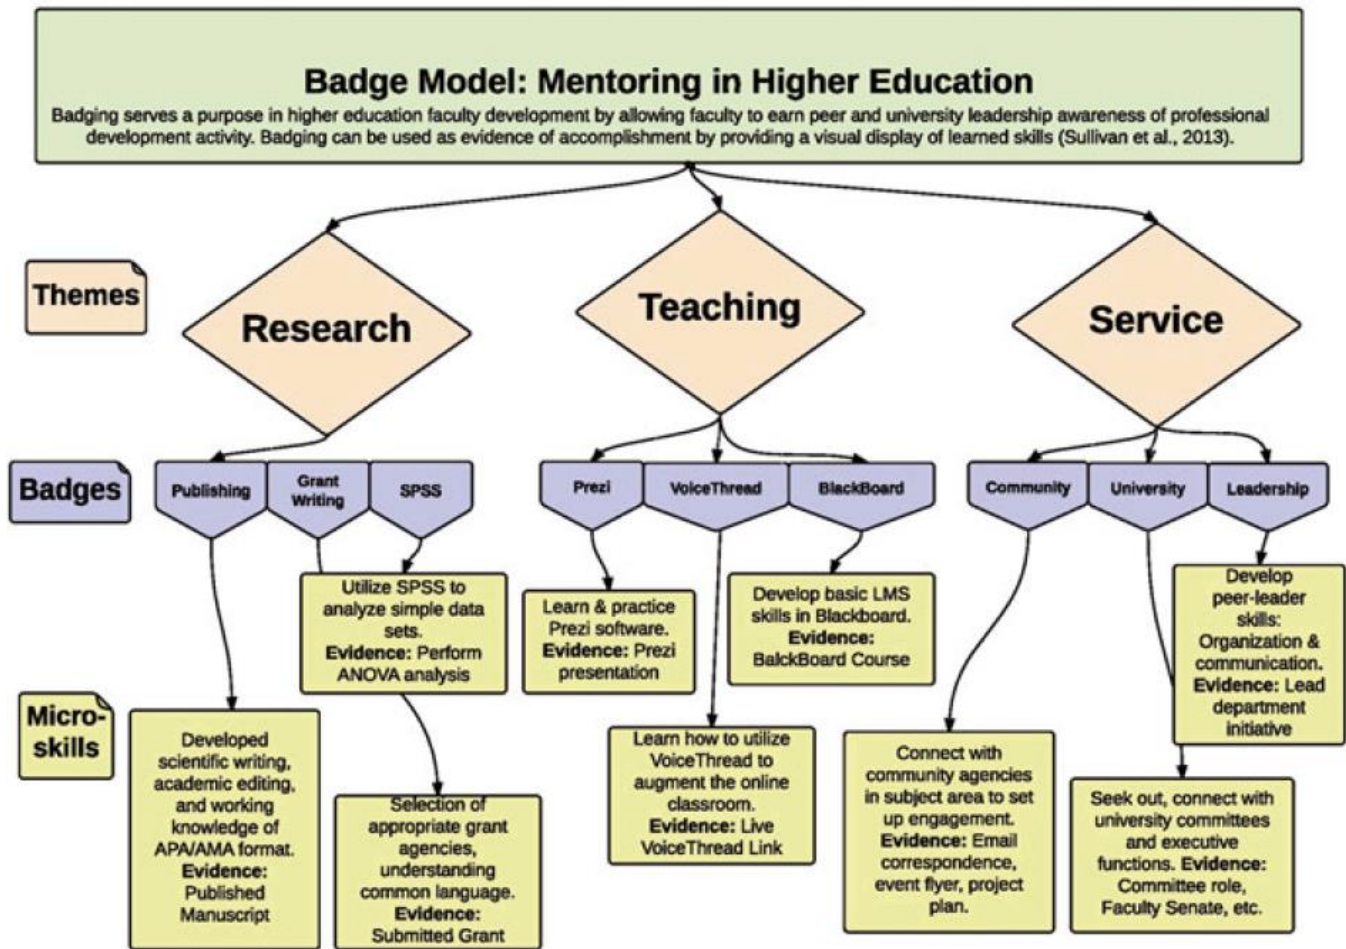 Badge Model: Mentoring in Higher Education
Badging serves a purpose in higher education faculty development by allowing faculty to earn peer and university leadership awareness of professional
development activity. Badging can be used as evidence of accomplishment by providing a visual display of learned skills (Sullivan et al., 2013).
Themes
Research
Teaching
Service
Badges
Publishing
Grant
Writing
SPSS
Prezi
VoiceThread
BlackBoard
Community
University
Leadership
Micro-
skills
Developed
scientific writing,
academic editing,
and working
knowledge of
APA/AMA format.
Evidence:
Published
Manuscript
Utilize SPSS to
analyze simple data
sets.
Evidence: Perform
ANOVA analysis
Selection of
appropriate grant
agencies,
understanding
common language.
Evidence:
Submitted Grant
Learn & practice
Prezi software.
Evidence: Prezi
presentation
Learn how to utilize
VoiceThread to
augment the online
classroom.
Evidence: Live
VoiceThread Link
Develop basic LMS
skills in Blackboard.
Evidence:
BalckBoard Course
Connect with
community agencies
in subject area to set
up engagement.
Evidence: Email
correspondence,
event flyer, project
plan.
Seek out, connect with
university committees
and executive
functions. Evidence:
Committee role,
Faculty Senate, etc.
Develop
peer-leader
skills:
Organization &
communication.
Evidence: Lead
department
initiative